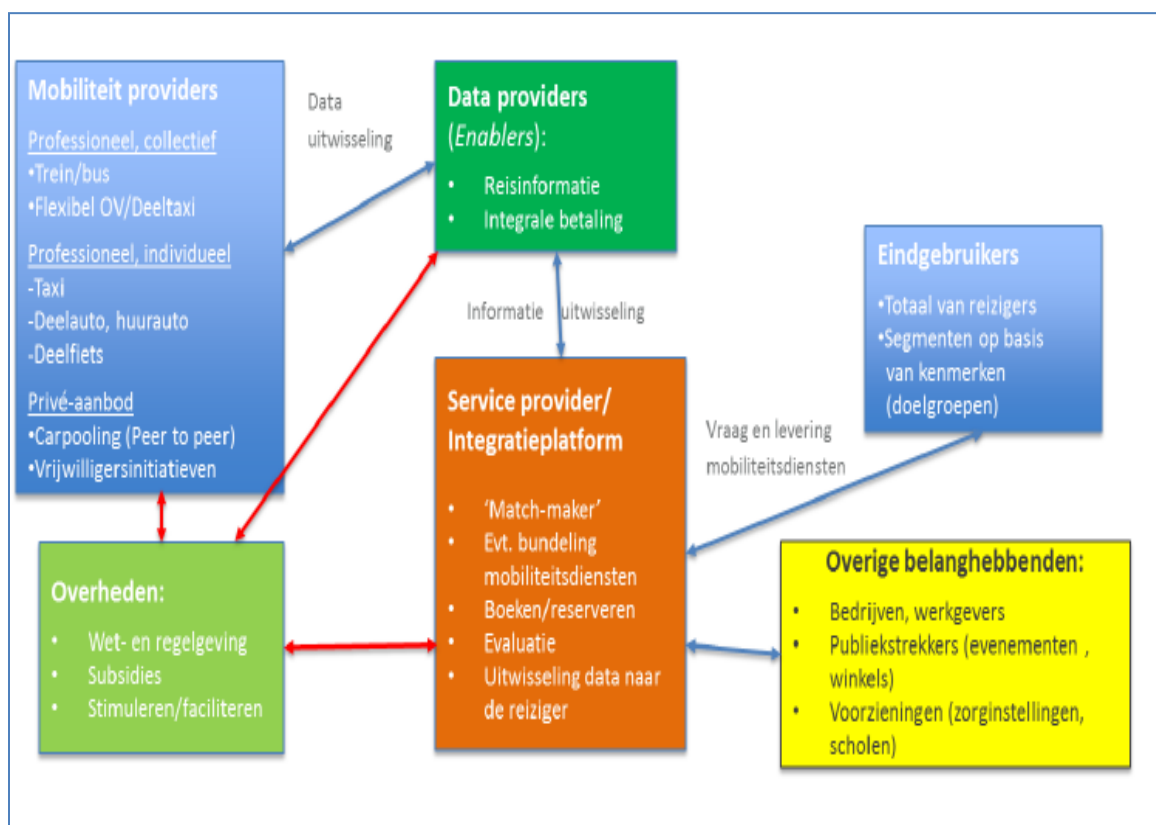 Mobiliteit providers
Professioneel, collectief
•Trein/bus
•Flexibel OV/Deeltaxi
Professioneel, individueel
-Taxi
-Deelauto, huurauto
-Deelfiets
Privé-aanbod
•Carpooling (Peer to peer)
•Vrijwilligersinitiatieven
Data
uitwisseling
Data providers
(Enablers):
• Reisinformatie
• Integrale betaling
Informatie uitwisseling
Eindgebruikers
•Totaal van reizigers
•Segmenten op basis
van kenmerken
(doelgroepen)
Service provider/
Integratieplatform
• ‘Match-maker’
• Evt. bundeling
mobiliteitsdiensten
• Boeken/reserveren
• Evaluatie
• Uitwisseling data naar
de reiziger
Vraag en levering
mobiliteitsdiensten
Overheden:
• Wet- en regelgeving
• Subsidies
• Stimuleren/faciliteren
Overige belanghebbenden:
• Bedrijven, werkgevers
• Publiekstrekkers (evenementen ,
winkels)
• Voorzieningen (zorginstellingen,
scholen)